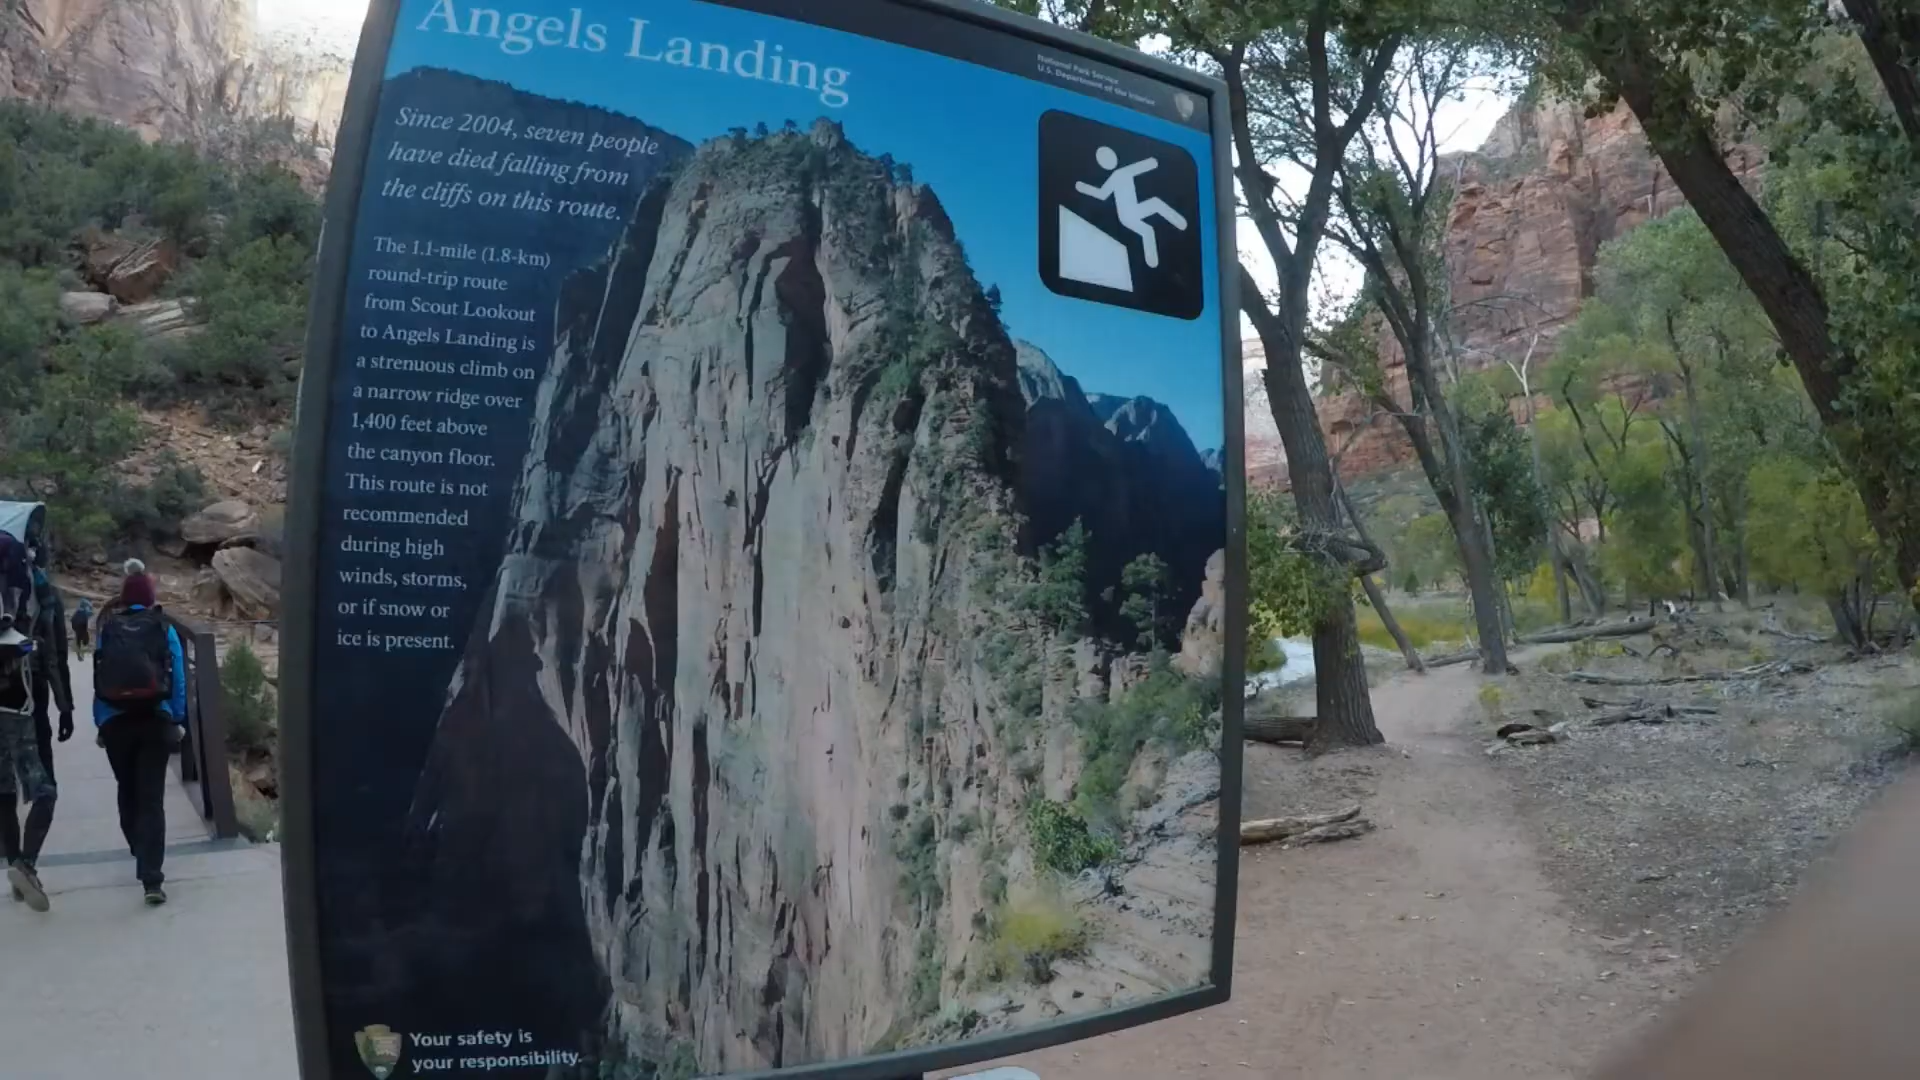 Angels Landing
National Park Service
U.S. Department of the Interior
Since 2004, seven people
have died falling from
the cliffs on this route.
The 1.1-mile (1.8-km)
round-trip route
from Scout Lookout
to Angels Landing is
a strenuous climb on
a narrow ridge over
1,400 feet above
the canyon floor.
This route is not
recommended
during high
winds, storms,
or if snow or
ice is present.
Your safety is
your responsibility.